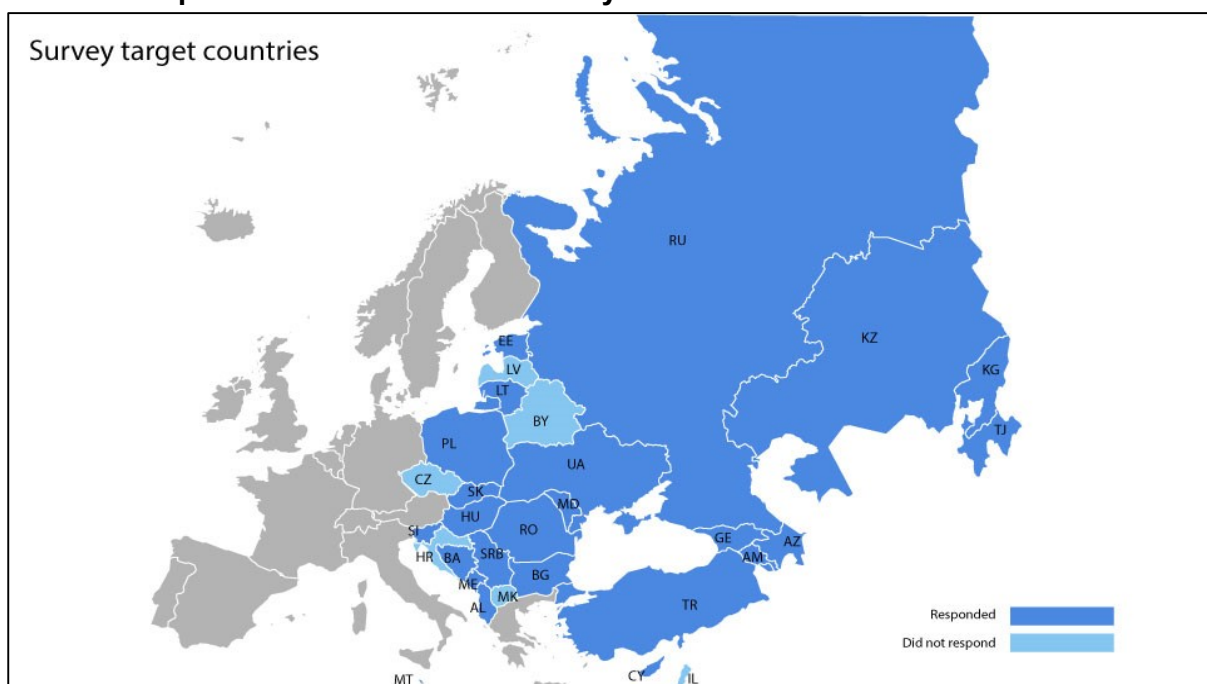 Survey target countries
RU
KZ
EE
KG
LV
LT
BY
TJ
PL
UA
CZ
SK
MD
HU
RO
SI
GE
AZ
HR
BA
SRB
AM
BG
ME
MK
AL
TR
Responded
Did not respond
CY
IL
MT